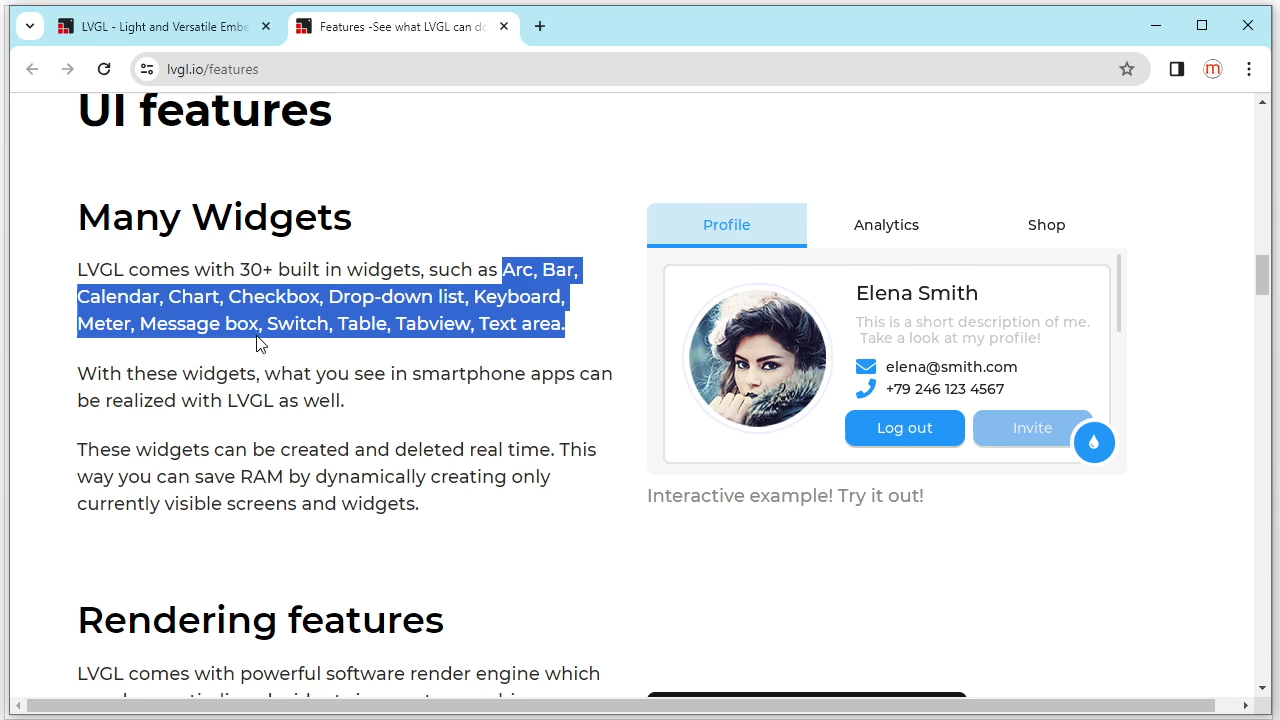 LVGL - Light and Versatile Embe
Features -See what LVGL can do
lvgl.io/features
m
UI features
Many Widgets
LVGL comes with 30+ built in widgets, such as Arc, Bar,
Calendar, Chart, Checkbox, Drop-down list, Keyboard,
Meter, Message box, Switch, Table, Tabview, Text area.
With these widgets, what you see in smartphone apps can
be realized with LVGL as well.
These widgets can be created and deleted real time. This
way you can save RAM by dynamically creating only
currently visible screens and widgets.
Profile
Analytics
Shop
Elena Smith
This is a short description of me.
Take a look at my profile!
elena@smith.com
+79 246 123 4567
Log out
Invite
Interactive example! Try it out!
Rendering features
LVGL comes with powerful software render engine which